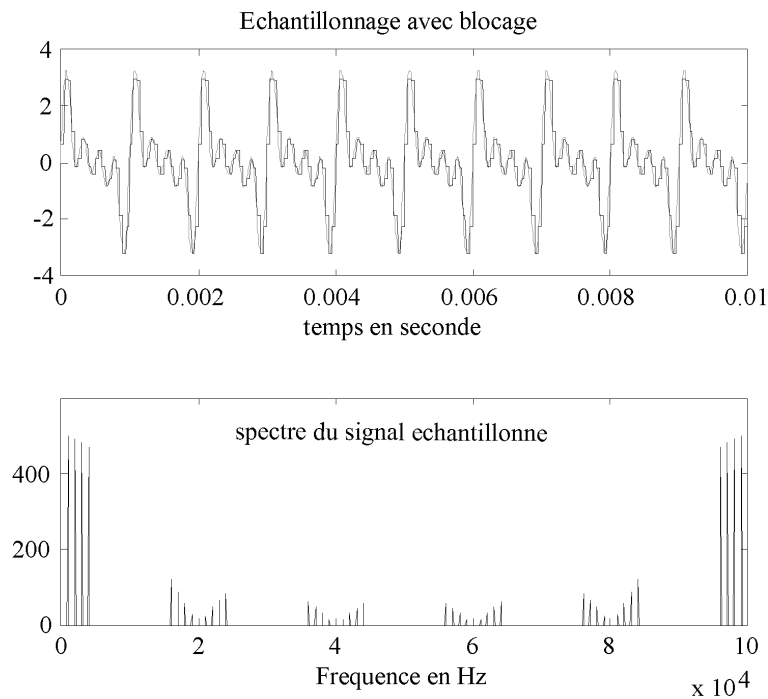 Echantillonnage avec blocage
4
2
0
-2
-4
0 0.002 0.004 0.006 0.008 0.01
temps en seconde
spectre du signal echantillonne
400
200
0
0 2 4 6 8 10
Frequence en Hz
x 10^4